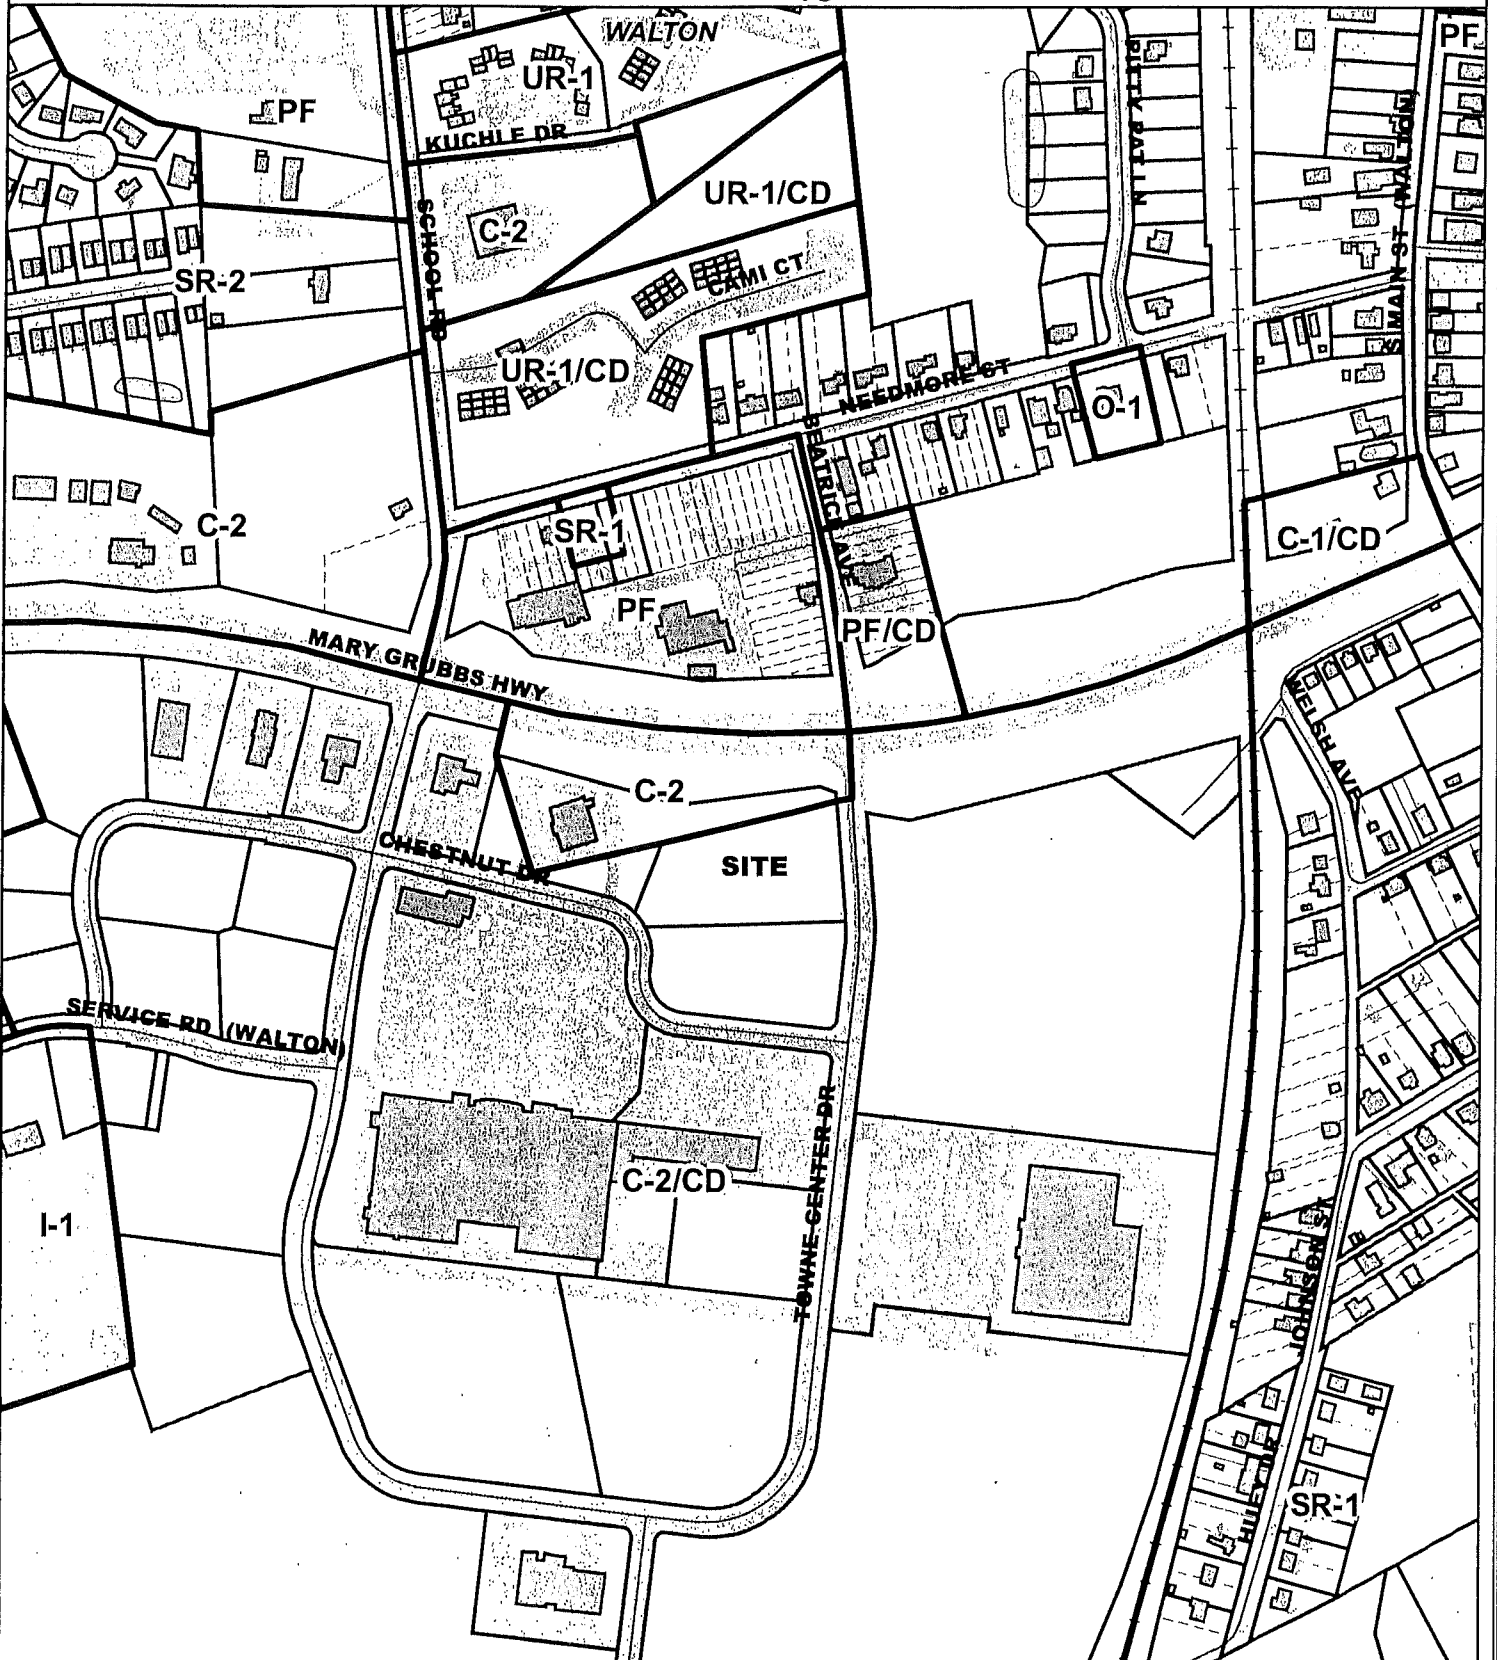 WALTON
PF
UR-1
PITTY PAT LN
PF
KUCHLE DR
S MAIN ST (WALTON)
UR-1/CD
SCHOOL RD
C-2
CAMI CT
SR-2
UR-1/CD
NEEDMORE ST
O-1
BEATRICE AVE
C-2
SR-1
C-1/CD
PF
PF/CD
MARY GRUBBS HWY
WELSH AVE
C-2
CHESTNUT DR
SITE
SERVICE RD (WALTON)
TOWNE CENTER DR
C-2/CD
I-1
JOHNSON ST
HUEY DR
SR-1